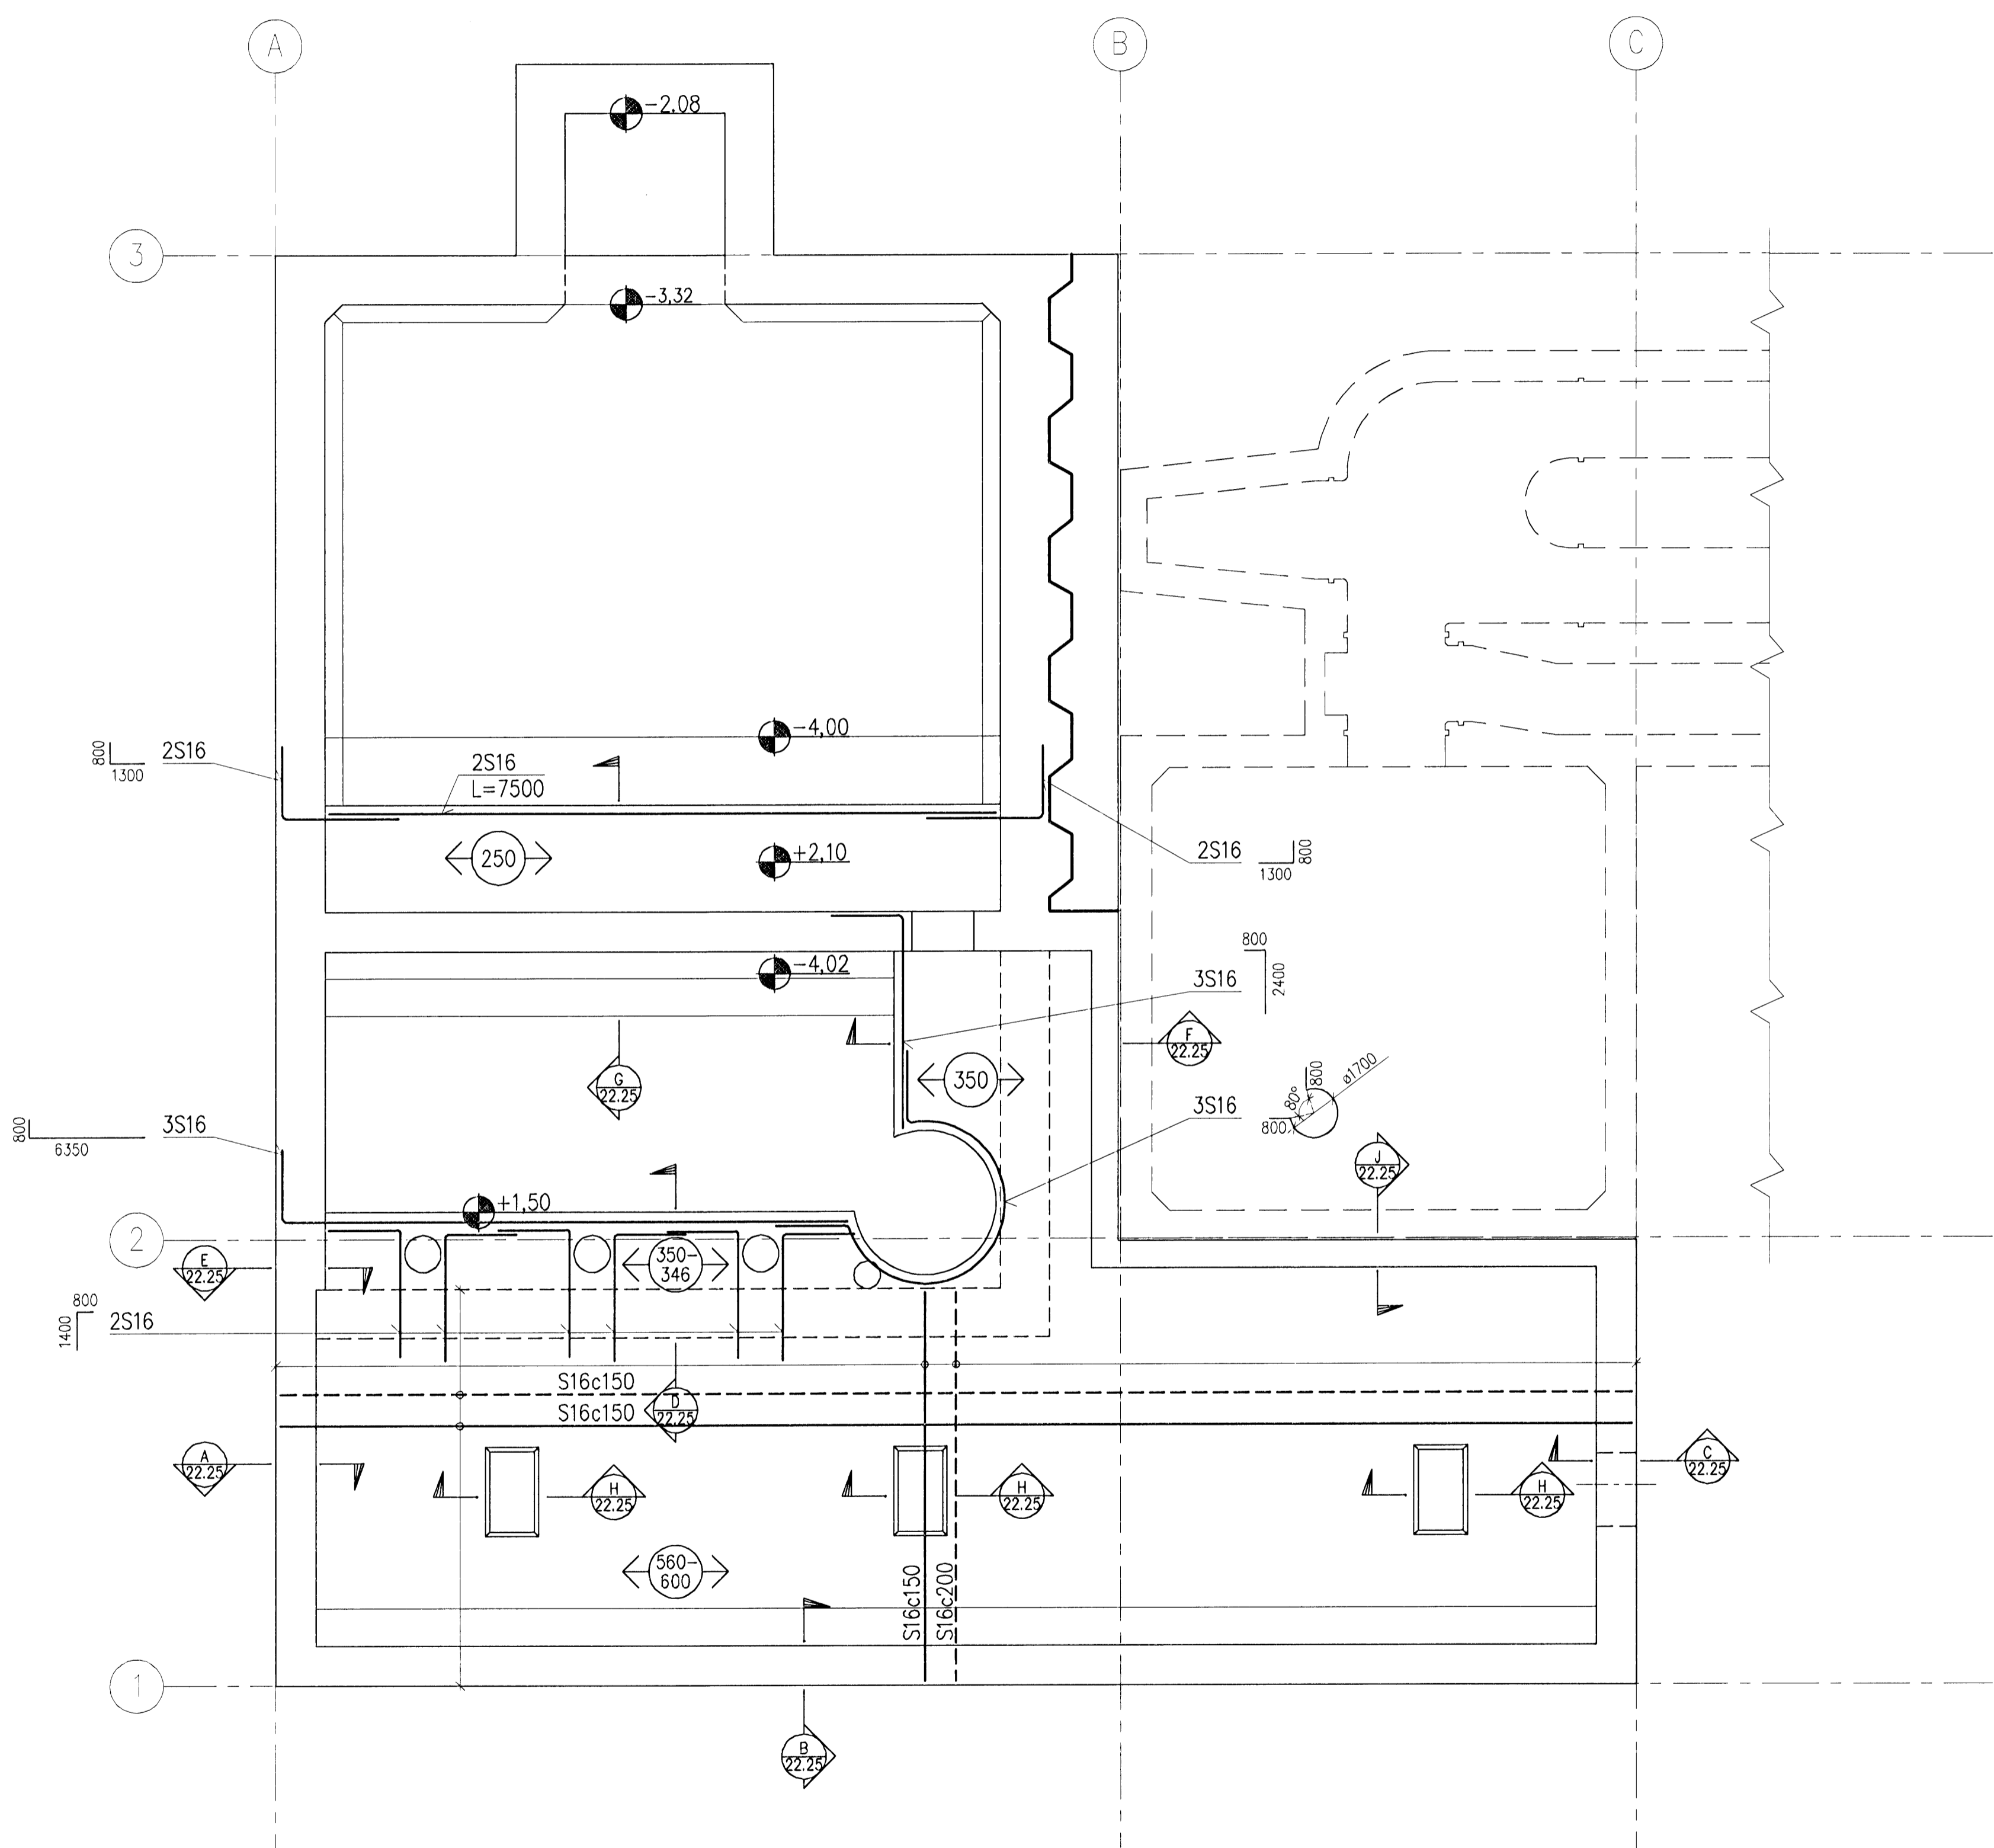 A
B
C
-2,08
3
-3,32
-4,00
2S16
800
1300
2S16
L=7500
250
+2,10
2S16
1300
800
-4,02
3S16
800
2400
F
22.25
G
22.25
350
3S16
800
80°
800
ø1700
3S16
800
6350
J
22.25
+1,50
2
E
22.25
350-
346
2S16
800
1400
S16c150
S16c150
D
22.25
A
22.25
H
22.25
H
22.25
H
22.25
C
22.25
560-
600
S16c150
S16c200
1
B
22.25